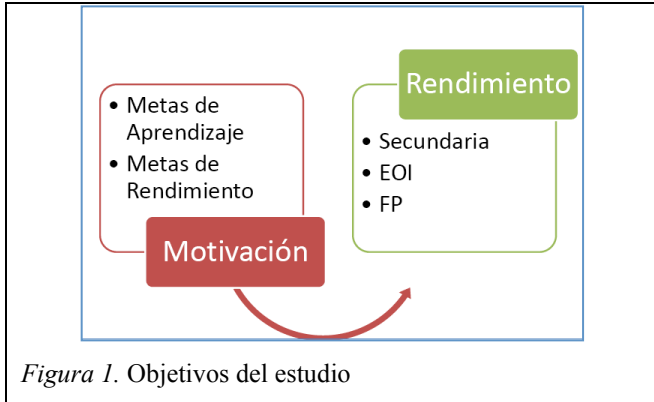 • Metas de
Aprendizaje
• Metas de
Rendimiento
Motivación
Rendimiento
• Secundaria
• EOI
• FP
Figura 1. Objetivos del estudio